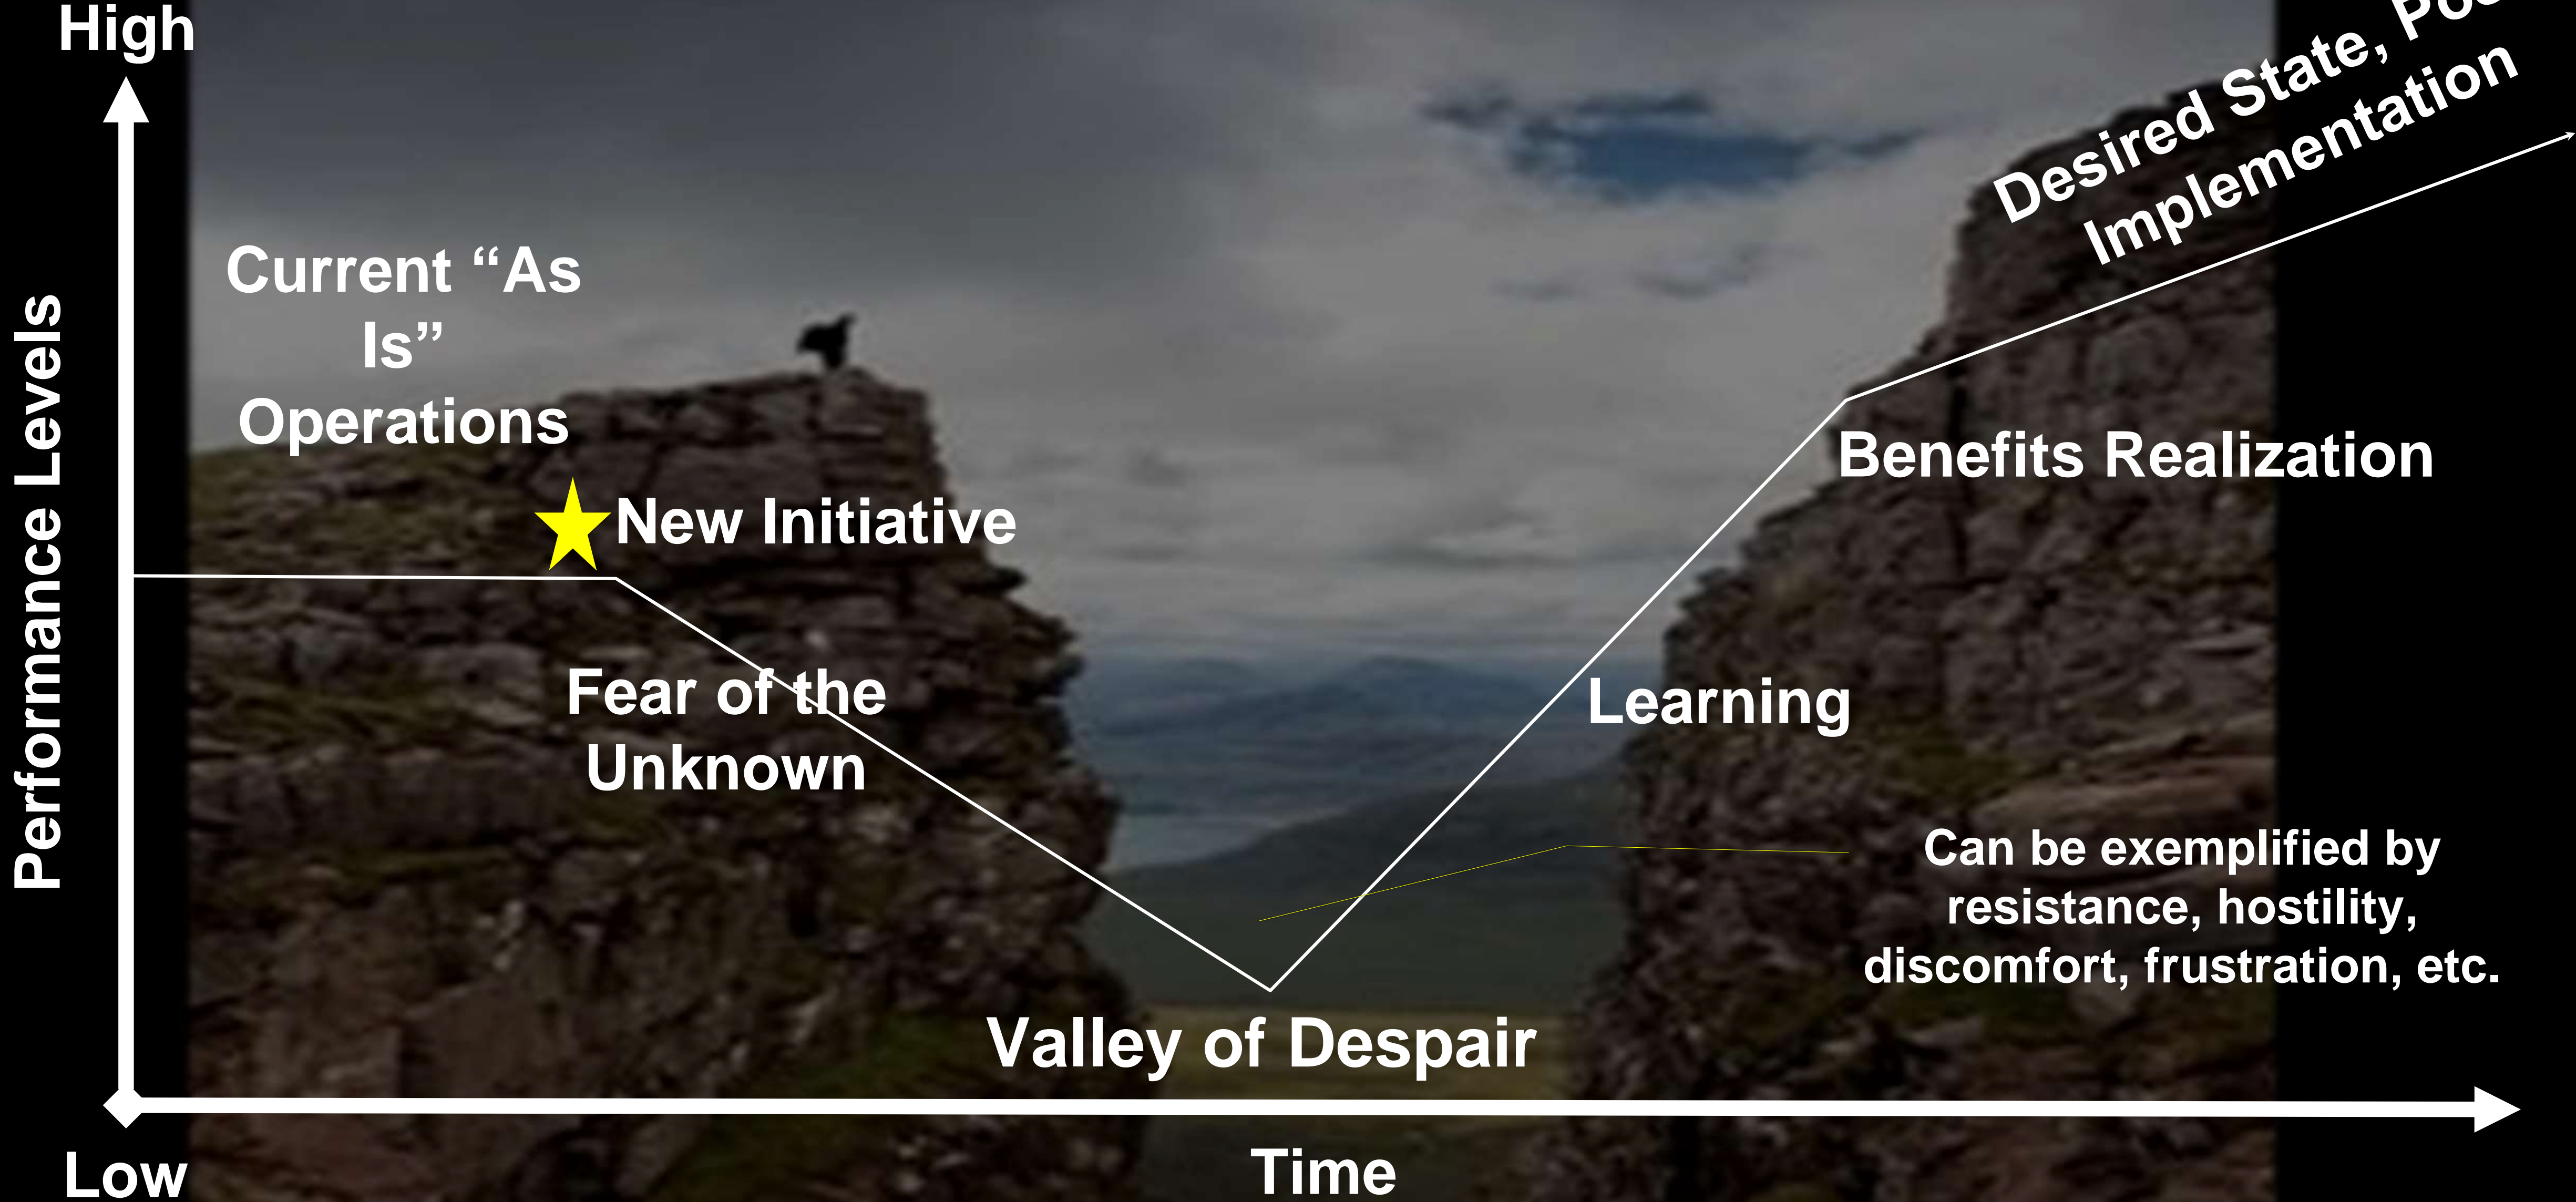 High
Desired State,
Implementation
Current “As
Is”
Operations
New Initiative
Benefits Realization
Performance Levels
Fear of the
Unknown
Learning
Can be exemplified by
resistance, hostility,
discomfort, frustration, etc.
Valley of Despair
Low
Time